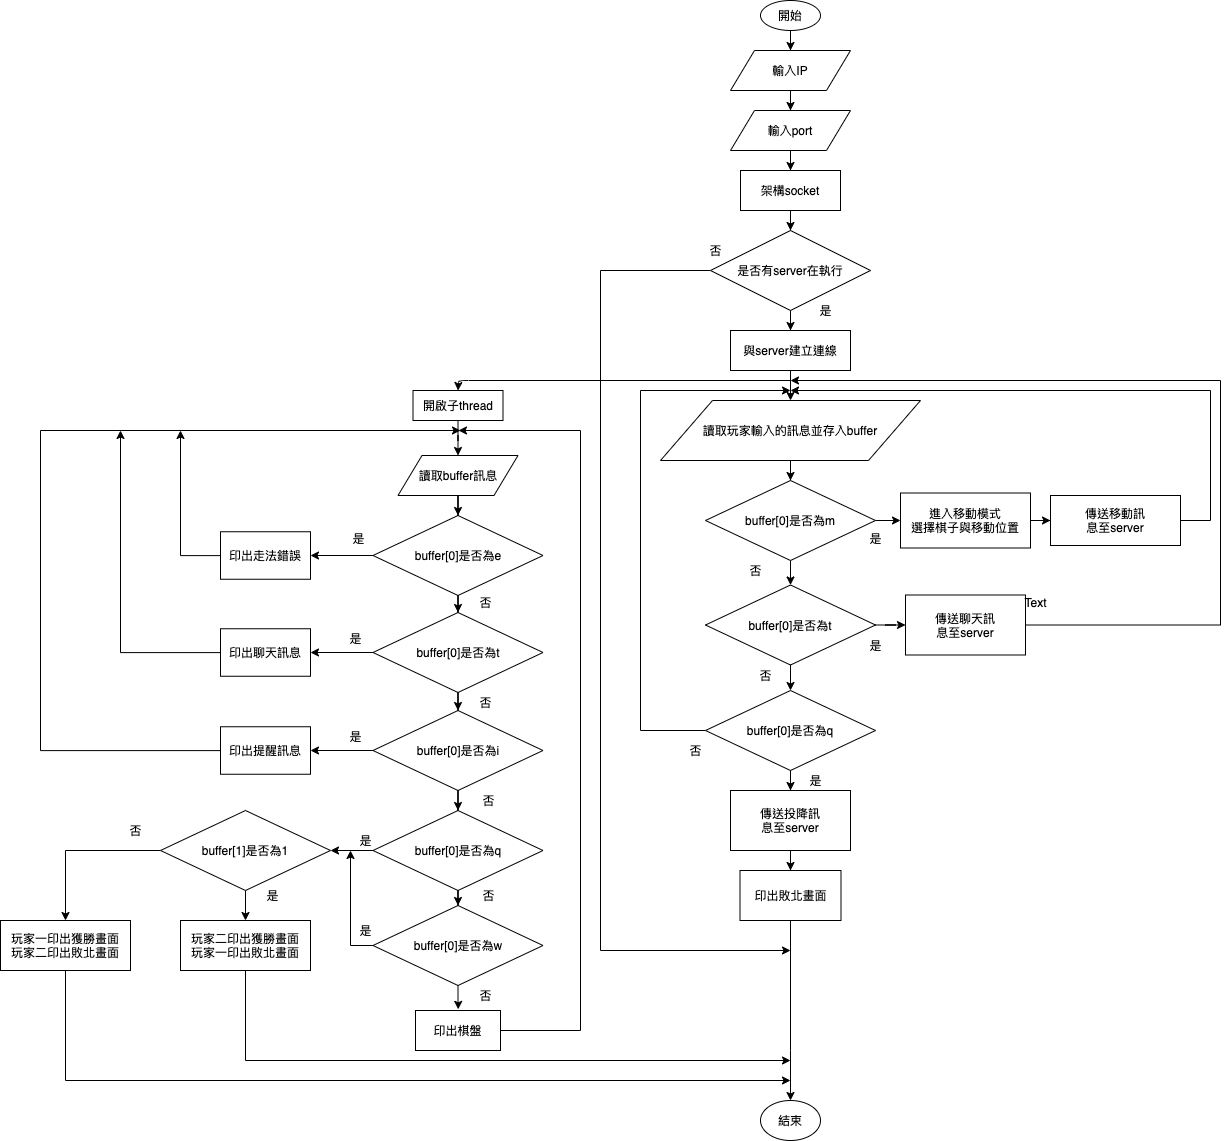 開始
輸入IP
輸入port
架構socket
否
是否有server在執行
是
與server建立連線
開啟子thread
讀取玩家輸入的訊息並存入buffer
讀取buffer訊息
buffer[0]是否為m
是
進入移動模式
選擇棋子與移動位置
傳送移動訊
息至server
否
buffer[0]是否為t
是
傳送聊天訊
息至server
Text
否
buffer[0]是否為q
否
是
傳送投降訊
息至server
印出敗北畫面
buffer[0]是否為e
是
印出走法錯誤
否
buffer[0]是否為t
是
印出聊天訊息
否
buffer[0]是否為i
是
印出提醒訊息
否
buffer[0]是否為q
是
buffer[1]是否為1
否
是
玩家一印出獲勝畫面
玩家二印出敗北畫面
玩家二印出獲勝畫面
玩家一印出敗北畫面
否
buffer[0]是否為w
是
否
印出棋盤
結束